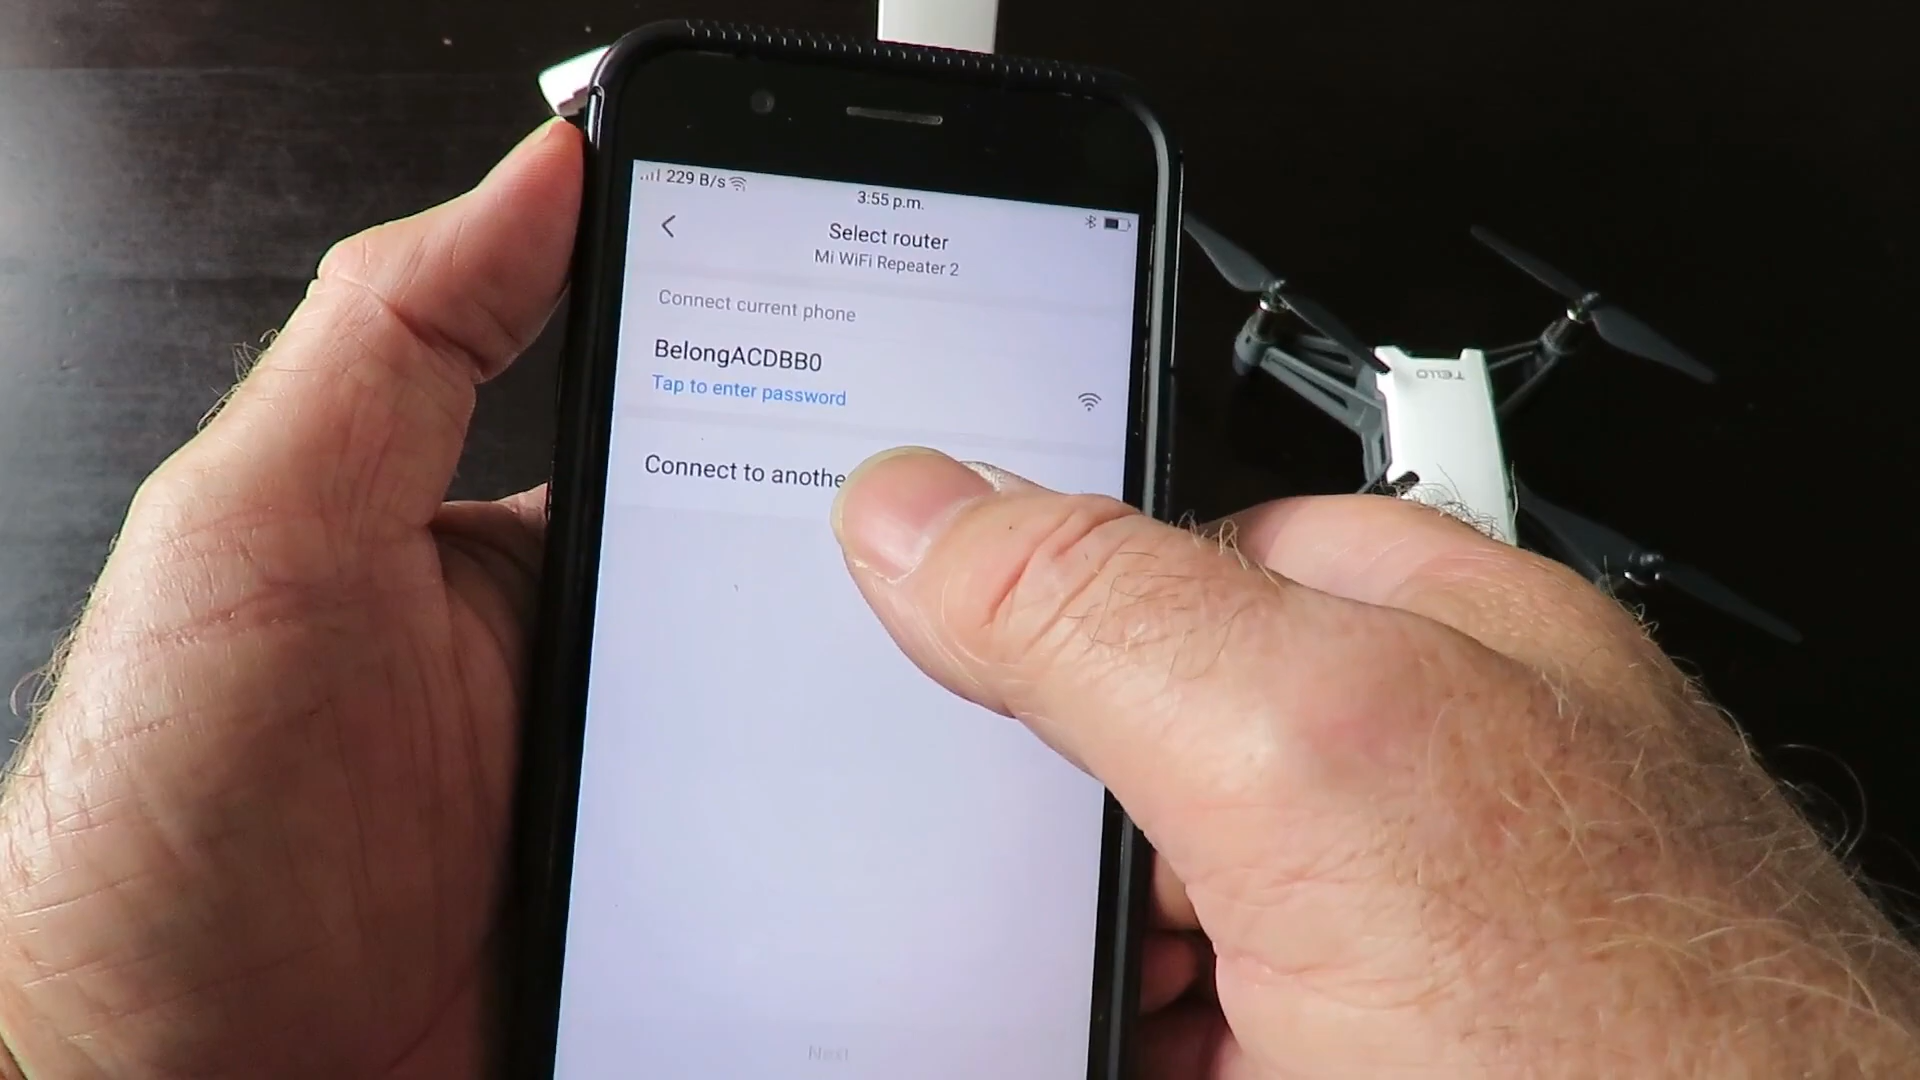 229 B/s
3:55 p.m.
Select router
Mi WiFi Repeater 2
Connect current phone
BelongACDBB0
Tap to enter password
Connect to anothe
Next
TELLO